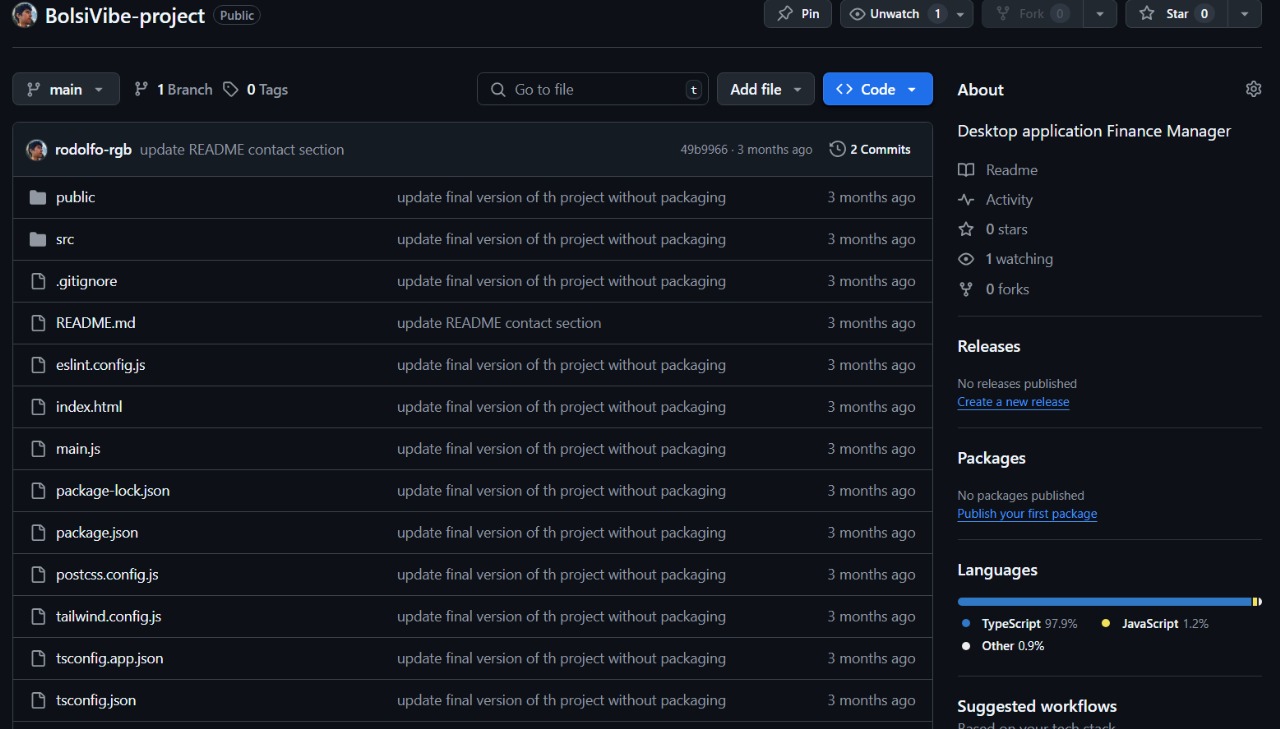 BolsiVibe-project Public Pin Unwatch 1 Fork 0 Star 0
main 1 Branch 0 Tags Go to file t Add file Code
rodolfo-rgb update README contact section 49b9966 · 3 months ago 2 Commits
public update final version of th project without packaging 3 months ago
src update final version of th project without packaging 3 months ago
.gitignore update final version of th project without packaging 3 months ago
README.md update README contact section 3 months ago
eslint.config.js update final version of th project without packaging 3 months ago
index.html update final version of th project without packaging 3 months ago
main.js update final version of th project without packaging 3 months ago
package-lock.json update final version of th project without packaging 3 months ago
package.json update final version of th project without packaging 3 months ago
postcss.config.js update final version of th project without packaging 3 months ago
tailwind.config.js update final version of th project without packaging 3 months ago
tsconfig.app.json update final version of th project without packaging 3 months ago
tsconfig.json update final version of th project without packaging 3 months ago
About
Desktop application Finance Manager
Readme
Activity
0 stars
1 watching
0 forks
Releases
No releases published
Create a new release
Packages
No packages published
Publish your first package
Languages
TypeScript 97.9% JavaScript 1.2%
Other 0.9%
Suggested workflows
Based on your tech stack